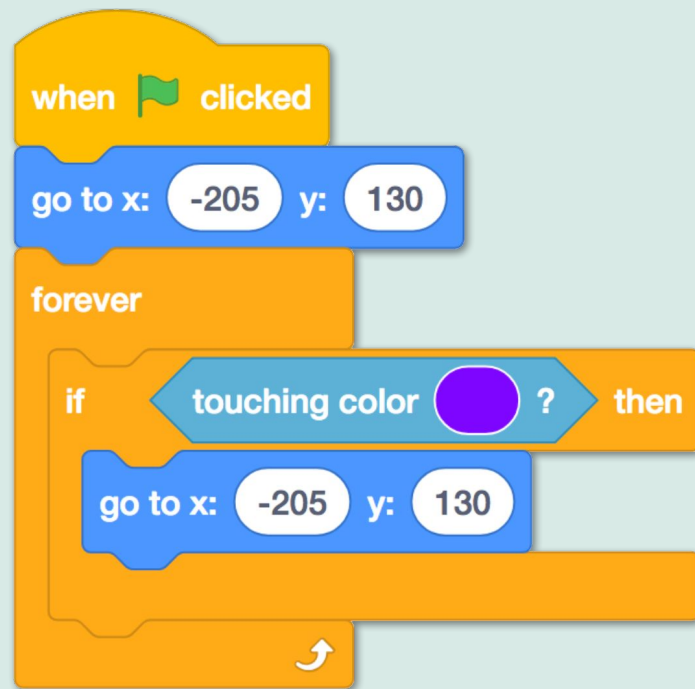 when clicked
go to x: -205 y: 130
forever
if touching color ? then
go to x: -205 y: 130